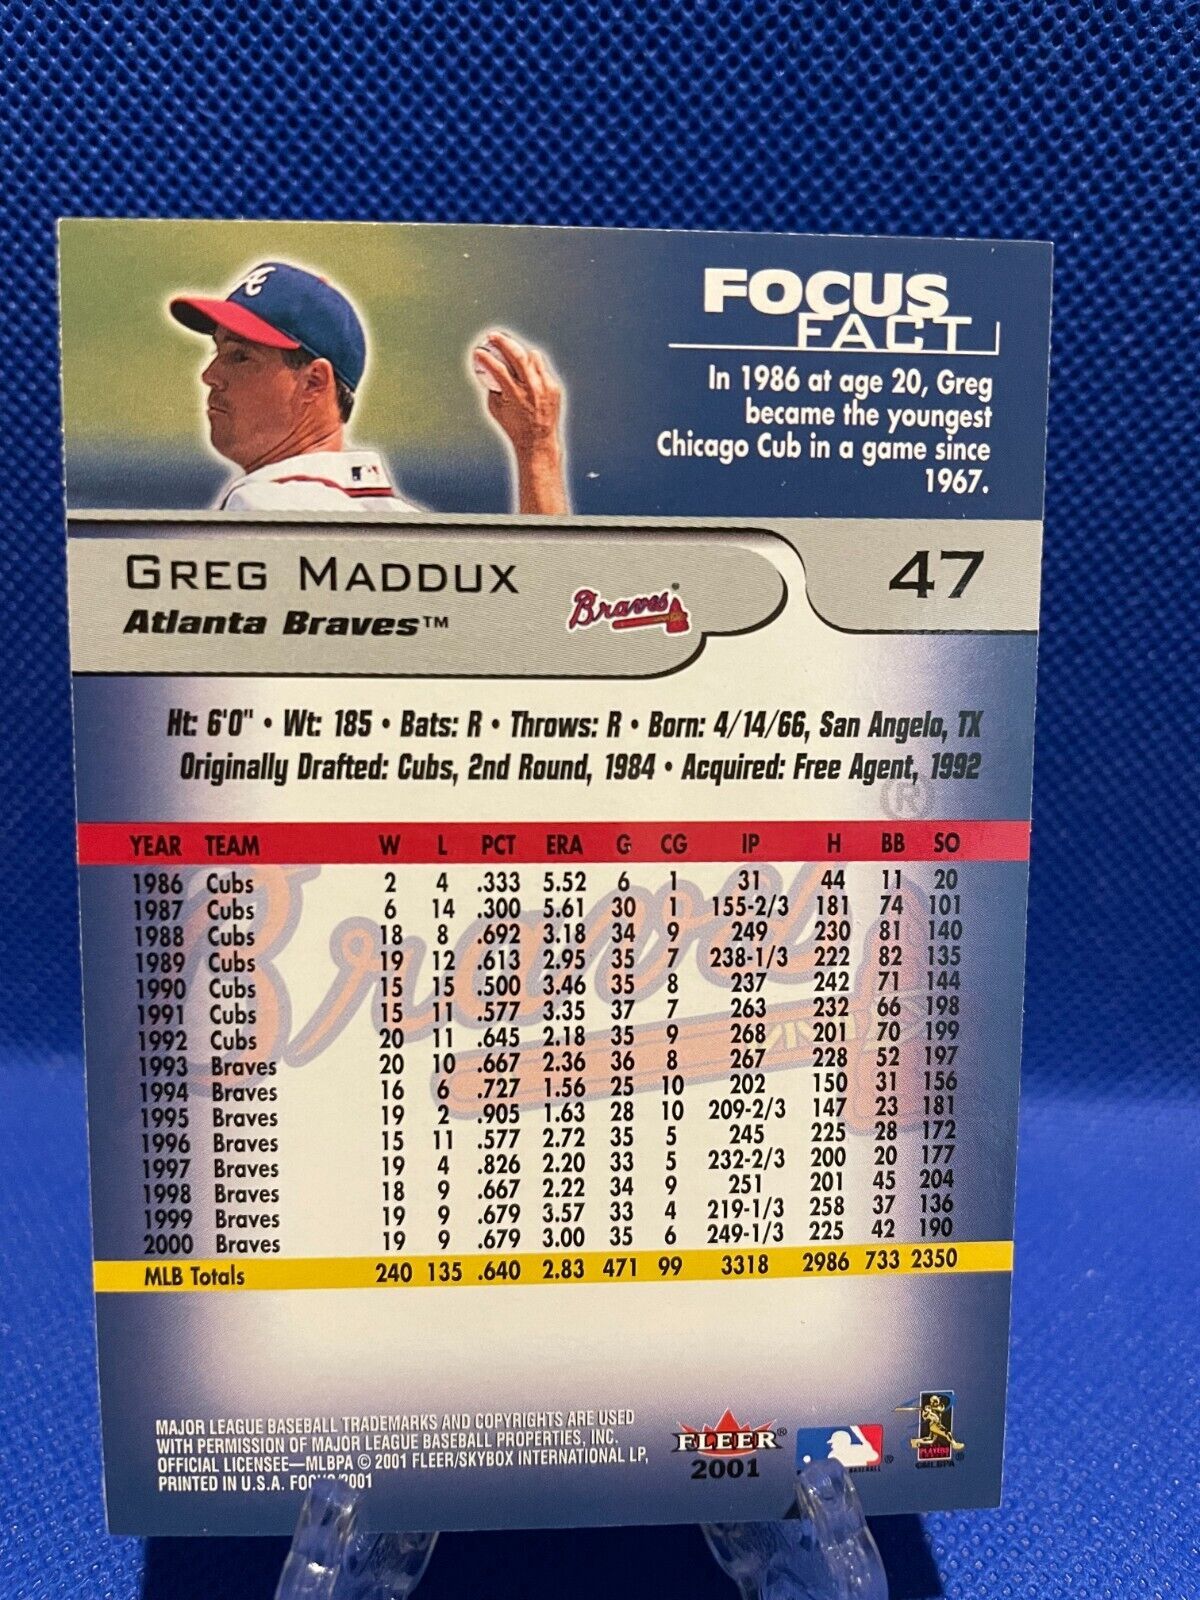 A
FOCUS
FACT
In 1986 at age 20, Greg
became the youngest
Chicago Cub in a game since
1967.
GREG MADDUX
Atlanta Braves™
Braves®
47
Ht: 6'0" • Wt: 185 • Bats: R • Throws: R • Born: 4/14/66, San Angelo, TX
Originally Drafted: Cubs, 2nd Round, 1984 • Acquired: Free Agent, 1992
®
Braves
YEAR TEAM W L PCT ERA G CG IP H BB SO
1986 Cubs 2 4 .333 5.52 6 1 31 44 11 20
1987 Cubs 6 14 .300 5.61 30 1 155-2/3 181 74 101
1988 Cubs 18 8 .692 3.18 34 9 249 230 81 140
1989 Cubs 19 12 .613 2.95 35 7 238-1/3 222 82 135
1990 Cubs 15 15 .500 3.46 35 8 237 242 71 144
1991 Cubs 15 11 .577 3.35 37 7 263 232 66 198
1992 Cubs 20 11 .645 2.18 35 9 268 201 70 199
1993 Braves 20 10 .667 2.36 36 8 267 228 52 197
1994 Braves 16 6 .727 1.56 25 10 202 150 31 156
1995 Braves 19 2 .905 1.63 28 10 209-2/3 147 23 181
1996 Braves 15 11 .577 2.72 35 5 245 225 28 172
1997 Braves 19 4 .826 2.20 33 5 232-2/3 200 20 177
1998 Braves 18 9 .667 2.22 34 9 251 201 45 204
1999 Braves 19 9 .679 3.57 33 4 219-1/3 258 37 136
2000 Braves 19 9 .679 3.00 35 6 249-1/3 225 42 190
MLB Totals 240 135 .640 2.83 471 99 3318 2986 733 2350
MAJOR LEAGUE BASEBALL TRADEMARKS AND COPYRIGHTS ARE USED
WITH PERMISSION OF MAJOR LEAGUE BASEBALL PROPERTIES, INC.
OFFICIAL LICENSEE—MLBPA © 2001 FLEER/SKYBOX INTERNATIONAL LP,
PRINTED IN U.S.A. FOCUS/2001
FLEER®
2001
BASEBALL®
PLAYERS
©MLBPA®